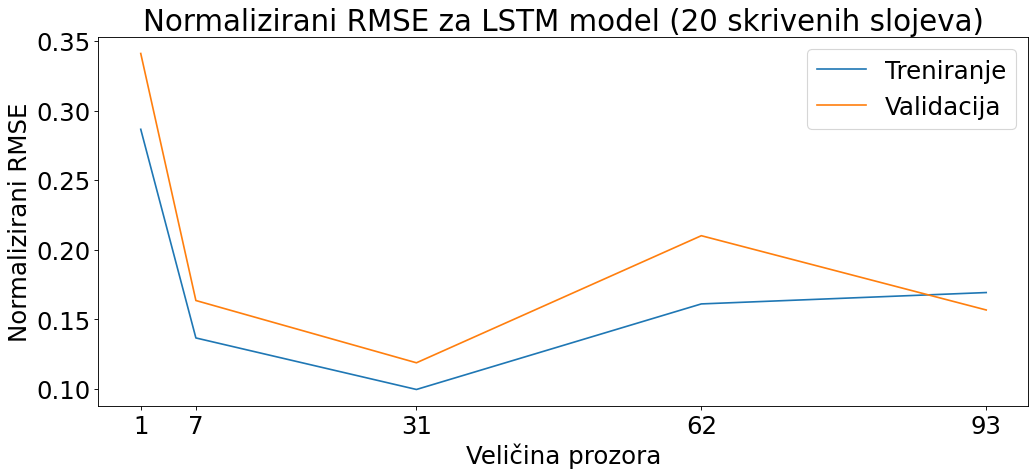 Normalizirani RMSE za LSTM model (20 skrivenih slojeva)
0.35
0.30
0.25
0.20
0.15
0.10
Normalizirani RMSE
Treniranje
Validacija
1 7 31 62 93
Veličina prozora